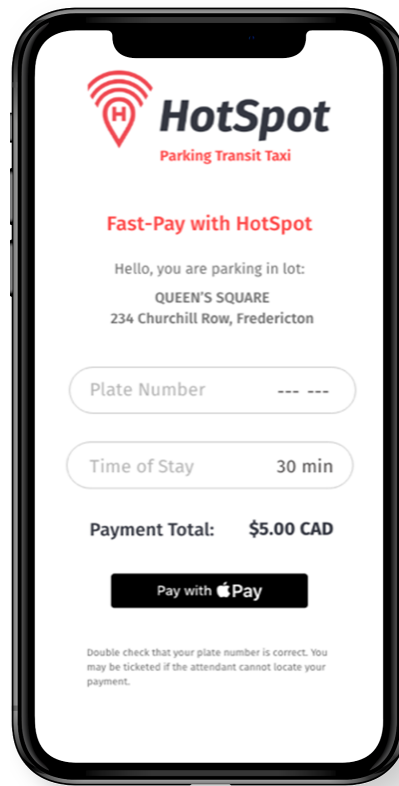 H
HotSpot
Parking Transit Taxi
Fast-Pay with HotSpot
Hello, you are parking in lot:
QUEEN'S SQUARE
234 Churchill Row, Fredericton
Plate Number --- ---
Time of Stay 30 min
Payment Total: $5.00 CAD
Pay with Pay
Double check that your plate number is correct. You
may be ticketed if the attendant cannot locate your
payment.